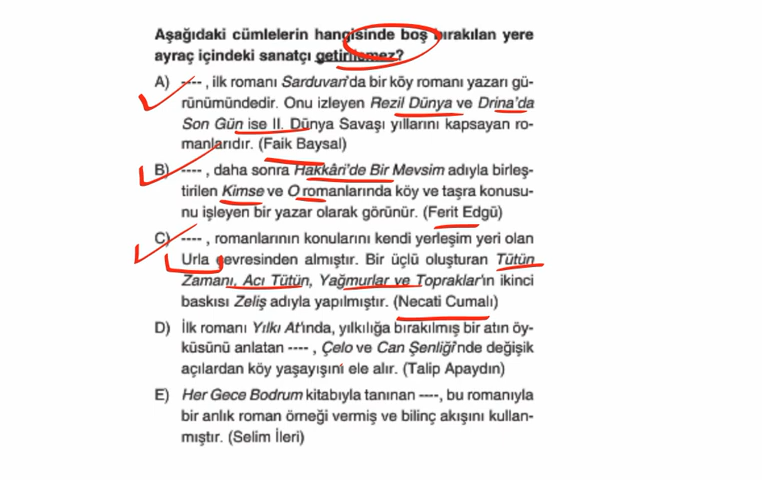 Aşağıdaki cümlelerin hangisinde boş bırakılan yere
ayraç içindeki sanatçı getirilemez?
A) ----, ilk romanı Sarduvan'da bir köy romanı yazarı gö-
rünümündedir. Onu izleyen Rezil Dünya ve Drina'da
Son Gün ise II. Dünya Savaşı yıllarını kapsayan ro-
manlarıdır. (Faik Baysal)
B) ----, daha sonra Hakkâri'de Bir Mevsim adıyla birleş-
tirilen Kimse ve O romanlarında köy ve taşra konusu-
nu işleyen bir yazar olarak görünür. (Ferit Edgü)
C) ----, romanlarının konularını kendi yerleşim yeri olan
Urla çevresinden almıştır. Bir üçlü oluşturan Tütün
Zamanı, Acı Tütün, Yağmurlar ve Topraklar'ın ikinci
baskısı Zeliş adıyla yapılmıştır. (Necati Cumalı)
D) İlk romanı Yılkı Atı'nda, yılkılığa bırakılmış bir atın öy-
küsünü anlatan ----, Çelo ve Can Şenliği'nde değişik
açılardan köy yaşayışını ele alır. (Talip Apaydın)
E) Her Gece Bodrum kitabıyla tanınan ----, bu romanıyla
bir anlık roman örneği vermiş ve bilinç akışını kullan-
mıştır. (Selim İleri)